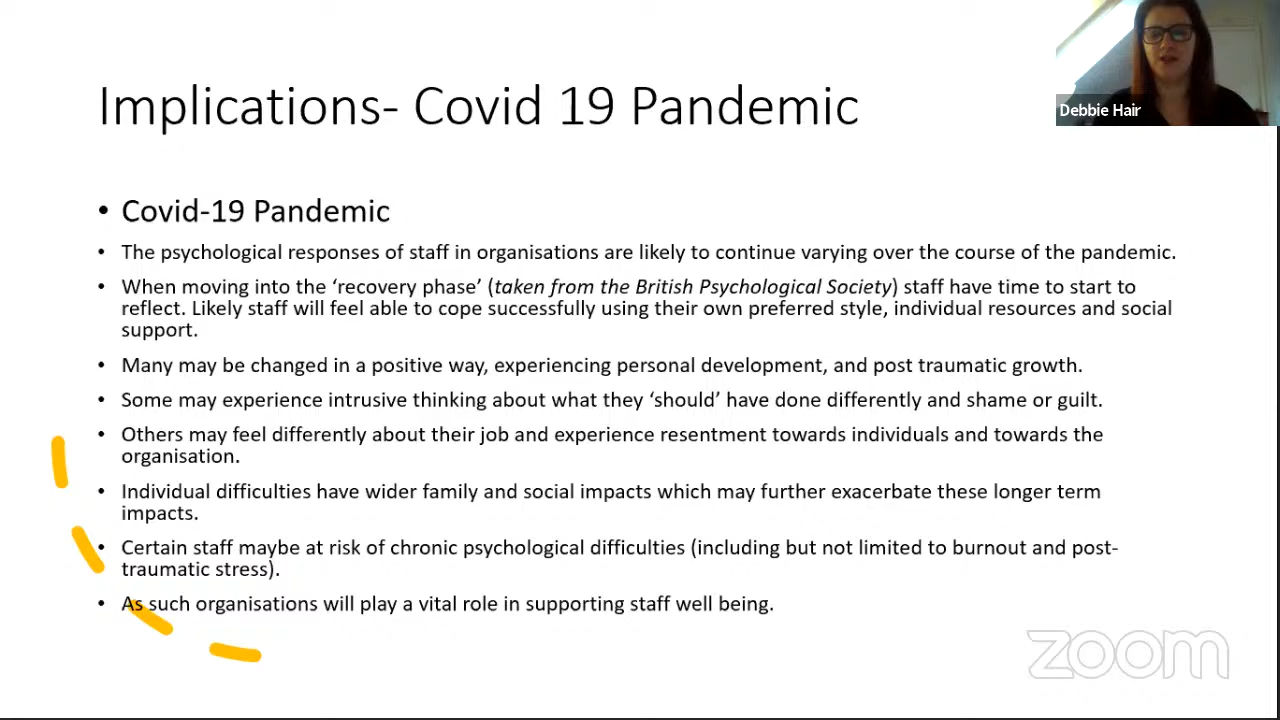 Implications- Covid 19 Pandemic
Debbie Hair
• Covid-19 Pandemic
• The psychological responses of staff in organisations are likely to continue varying over the course of the pandemic.
• When moving into the ‘recovery phase’ (taken from the British Psychological Society) staff have time to start to
reflect. Likely staff will feel able to cope successfully using their own preferred style, individual resources and social
support.
• Many may be changed in a positive way, experiencing personal development, and post traumatic growth.
• Some may experience intrusive thinking about what they ‘should’ have done differently and shame or guilt.
• Others may feel differently about their job and experience resentment towards individuals and towards the
organisation.
• Individual difficulties have wider family and social impacts which may further exacerbate these longer term
impacts.
• Certain staff maybe at risk of chronic psychological difficulties (including but not limited to burnout and post-
traumatic stress).
• As such organisations will play a vital role in supporting staff well being.
zoom